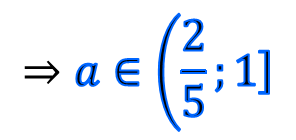 ⇒ a ∈ (2/5; 1]